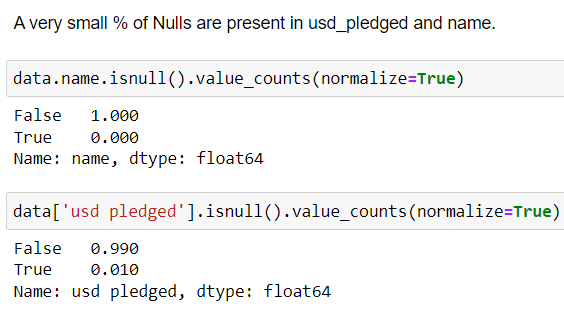 A very small % of Nulls are present in usd_pledged and name.
data.name.isnull().value_counts(normalize=True)
False   1.000
True    0.000
Name: name, dtype: float64
data['usd pledged'].isnull().value_counts(normalize=True)
False   0.990
True    0.010
Name: usd pledged, dtype: float64